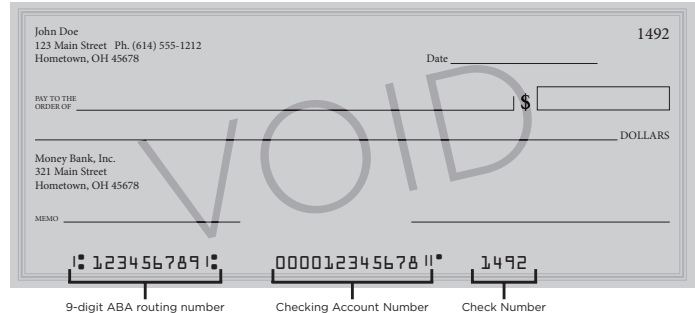 John Doe
1492
123 Main Street Ph. (614) 555-1212
Hometown, OH 45678
Date
PAY TO THE
ORDER OF
$
DOLLARS
VOID
Money Bank, Inc.
321 Main Street
Hometown, OH 45678
MEMO
⑆123456789⑆ 000012345678⑈ 1492
9-digit ABA routing number Checking Account Number Check Number